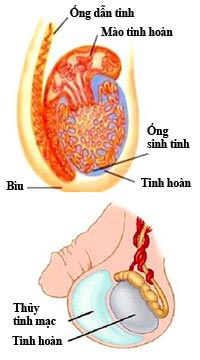 Ống dẫn tinh
Mào tinh hoàn
Ống
sinh tinh
Bìu
Tinh hoàn
Thủy
tinh mạc
Tinh hoàn